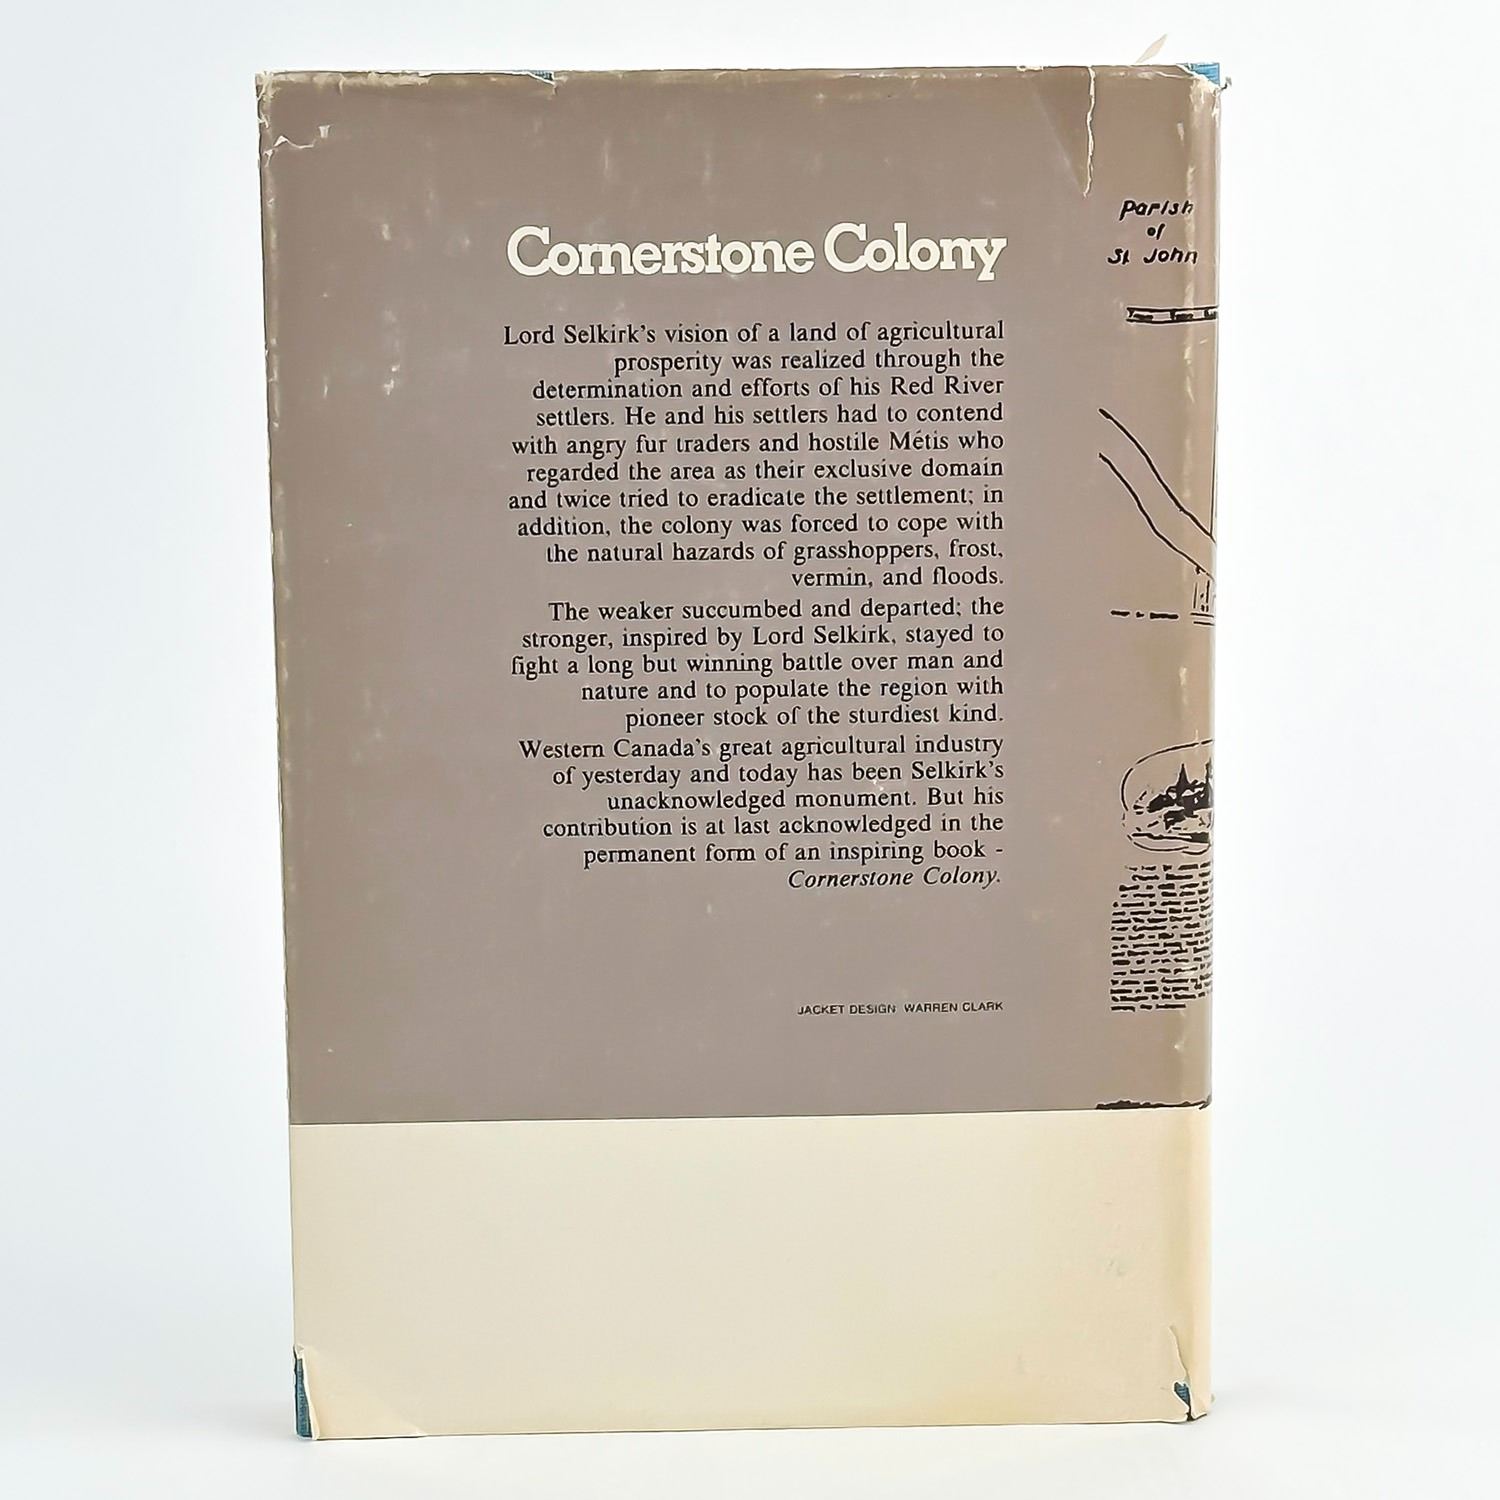 Cornerstone Colony
Lord Selkirk's vision of a land of agricultural
prosperity was realized through the
determination and efforts of his Red River
settlers. He and his settlers had to contend
with angry fur traders and hostile Métis who
regarded the area as their exclusive domain
and twice tried to eradicate the settlement; in
addition, the colony was forced to cope with
the natural hazards of grasshoppers, frost,
vermin, and floods.
The weaker succumbed and departed; the
stronger, inspired by Lord Selkirk, stayed to
fight a long but winning battle over man and
nature and to populate the region with
pioneer stock of the sturdiest kind.
Western Canada's great agricultural industry
of yesterday and today has been Selkirk's
unacknowledged monument. But his
contribution is at last acknowledged in the
permanent form of an inspiring book -
Cornerstone Colony.
JACKET DESIGN WARREN CLARK
Parish
of
St. John